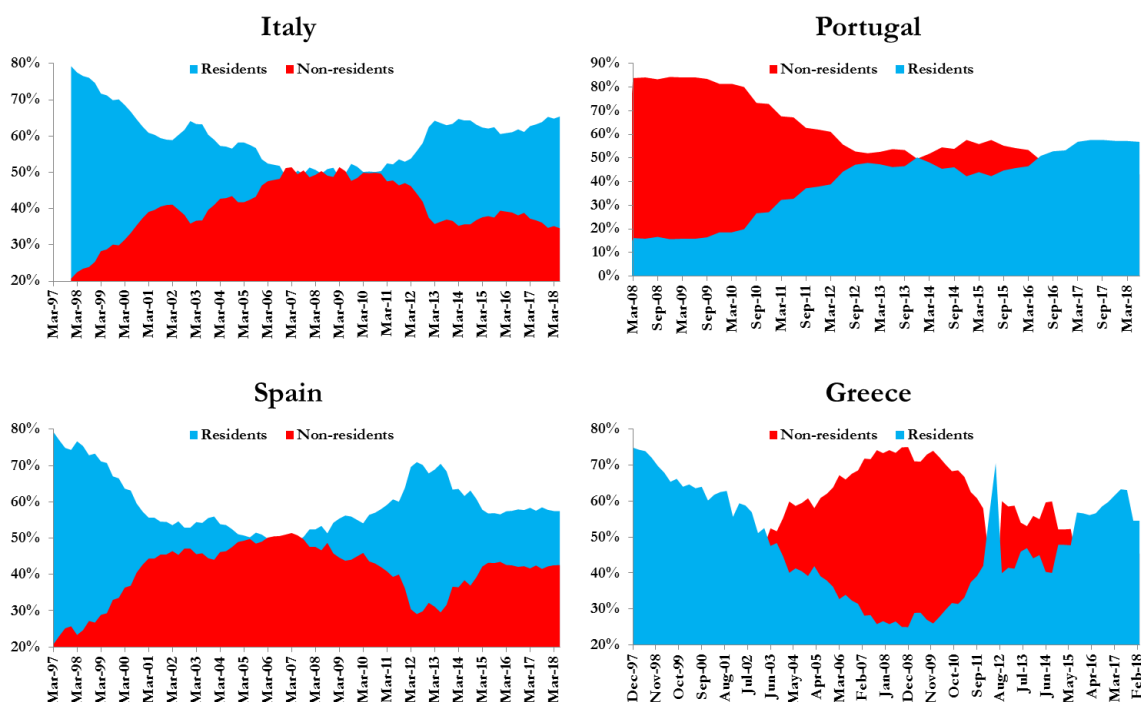 Italy
Residents Non-residents
80%
70%
60%
50%
40%
30%
20%
Mar-97
Mar-98
Mar-99
Mar-00
Mar-01
Mar-02
Mar-03
Mar-04
Mar-05
Mar-06
Mar-07
Mar-08
Mar-09
Mar-10
Mar-11
Mar-12
Mar-13
Mar-14
Mar-15
Mar-16
Mar-17
Mar-18
Portugal
Non-residents Residents
90%
80%
70%
60%
50%
40%
30%
20%
10%
0%
Mar-08
Sep-08
Mar-09
Sep-09
Mar-10
Sep-10
Mar-11
Sep-11
Mar-12
Sep-12
Mar-13
Sep-13
Mar-14
Sep-14
Mar-15
Sep-15
Mar-16
Sep-16
Mar-17
Sep-17
Mar-18
Spain
Residents Non-residents
80%
70%
60%
50%
40%
30%
20%
Mar-97
Mar-98
Mar-99
Mar-00
Mar-01
Mar-02
Mar-03
Mar-04
Mar-05
Mar-06
Mar-07
Mar-08
Mar-09
Mar-10
Mar-11
Mar-12
Mar-13
Mar-14
Mar-15
Mar-16
Mar-17
Mar-18
Greece
Non-residents Residents
80%
70%
60%
50%
40%
30%
20%
Dec-97
Nov-98
Oct-99
Sep-00
Aug-01
Jul-02
Jun-03
May-04
Apr-05
Mar-06
Feb-07
Jan-08
Dec-08
Nov-09
Oct-10
Sep-11
Aug-12
Jul-13
Jun-14
May-15
Apr-16
Mar-17
Feb-18